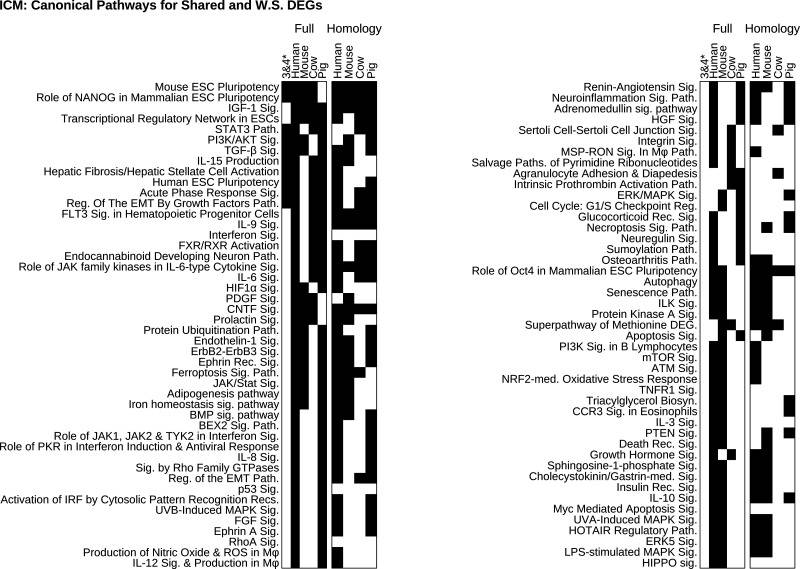 ICM: Canonical Pathways for Shared and W.S. DEGs
Full Homology
3&4* Human Mouse Cow Pig Human Mouse Cow Pig
Mouse ESC Pluripotency
Role of NANOG in Mammalian ESC Pluripotency
IGF-1 Sig.
Transcriptional Regulatory Network in ESCs
STAT3 Path.
PI3K/AKT Sig.
TGF-β Sig.
IL-15 Production
Hepatic Fibrosis/Hepatic Stellate Cell Activation
Human ESC Pluripotency
Acute Phase Response Sig.
Reg. Of The EMT By Growth Factors Path.
FLT3 Sig. in Hematopoietic Progenitor Cells
IL-9 Sig.
Interferon Sig.
FXR/RXR Activation
Endocannabinoid Developing Neuron Path.
Role of JAK family kinases in IL-6-type Cytokine Sig.
IL-6 Sig.
HIF1α Sig.
PDGF Sig.
CNTF Sig.
Prolactin Sig.
Protein Ubiquitination Path.
Endothelin-1 Sig.
ErbB2-ErbB3 Sig.
Ephrin Rec. Sig.
Ferroptosis Sig. Path.
JAK/Stat Sig.
Adipogenesis pathway
Iron homeostasis sig. pathway
BMP sig. pathway
BEX2 Sig. Path.
Role of JAK1, JAK2 & TYK2 in Interferon Sig.
Role of PKR in Interferon Induction & Antiviral Response
IL-8 Sig.
Sig. by Rho Family GTPases
Reg. of the EMT Path.
p53 Sig.
Activation of IRF by Cytosolic Pattern Recognition Recs.
UVB-Induced MAPK Sig.
FGF Sig.
Ephrin A Sig.
RhoA Sig.
Production of Nitric Oxide & ROS in Mφ
IL-12 Sig. & Production in Mφ
Full Homology
3&4* Human Mouse Cow Pig Human Mouse Cow Pig
Renin-Angiotensin Sig.
Neuroinflammation Sig. Path.
Adrenomedullin sig. pathway
HGF Sig.
Sertoli Cell-Sertoli Cell Junction Sig.
Integrin Sig.
MSP-RON Sig. In Mφ Path.
Salvage Paths. of Pyrimidine Ribonucleotides
Agranulocyte Adhesion & Diapedesis
Intrinsic Prothrombin Activation Path.
ERK/MAPK Sig.
Cell Cycle: G1/S Checkpoint Reg.
Glucocorticoid Rec. Sig.
Necroptosis Sig. Path.
Neuregulin Sig.
Sumoylation Path.
Osteoarthritis Path.
Role of Oct4 in Mammalian ESC Pluripotency
Autophagy
Senescence Path.
ILK Sig.
Protein Kinase A Sig.
Superpathway of Methionine DEG.
Apoptosis Sig.
PI3K Sig. in B Lymphocytes
mTOR Sig.
ATM Sig.
NRF2-med. Oxidative Stress Response
TNFR1 Sig.
Triacylglycerol Biosyn.
CCR3 Sig. in Eosinophils
IL-3 Sig.
PTEN Sig.
Death Rec. Sig.
Growth Hormone Sig.
Sphingosine-1-phosphate Sig.
Cholecystokinin/Gastrin-med. Sig.
Insulin Rec. Sig.
IL-10 Sig.
Myc Mediated Apoptosis Sig.
UVA-Induced MAPK Sig.
HOTAIR Regulatory Path.
ERK5 Sig.
LPS-stimulated MAPK Sig.
HIPPO sig.